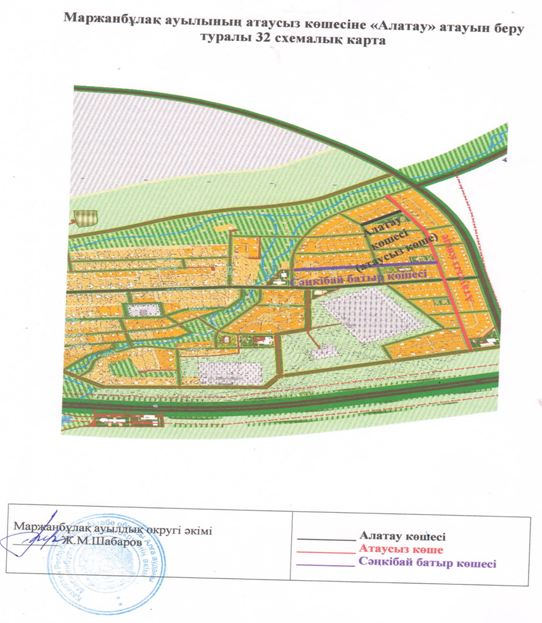 Маржанбұлақ ауылының атаусыз көшесіне «Алатау» атауын беру
туралы 32 схемалық карта
Алатау
көшесі
(атаусыз көше)
Сәңкібай батыр көшесі
Маржанбұлақ ауылдық округі әкімі
Ж.М.Шабаров
Алатау көшесі
Атаусыз көше
Сәңкібай батыр көшесі